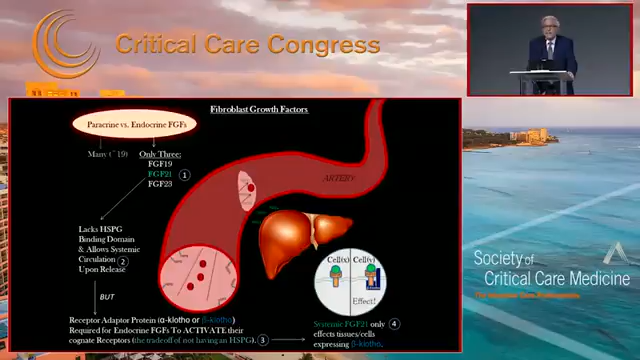 Critical Care Congress
Fibroblast Growth Factors
Paracrine vs. Endocrine FGFs
Many (~19)
Only Three:
FGF19
FGF21
1
FGF23
ARTERY
Lacks HSPG
Binding Domain
& Allows Systemic
Circulation
2
Upon Release
BUT
Receptor Adaptor Protein (α-klotho or β-klotho)
Required for Endocrine FGFs To ACTIVATE their
cognate Receptors (the tradeoff of not having an HSPG).
3
Cell(x)
Cell(y)
Effect!
Systemic FGF21 only
4
effects tissues/cells
expressing β-klotho.
Society of
Critical Care Medicine